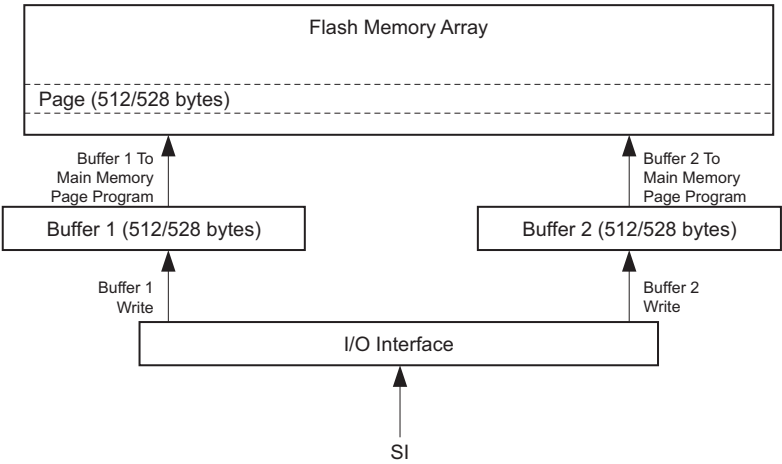 Flash Memory Array
Page (512/528 bytes)
Buffer 1 To
Main Memory
Page Program
Buffer 2 To
Main Memory
Page Program
Buffer 1 (512/528 bytes)
Buffer 2 (512/528 bytes)
Buffer 1
Write
Buffer 2
Write
I/O Interface
SI